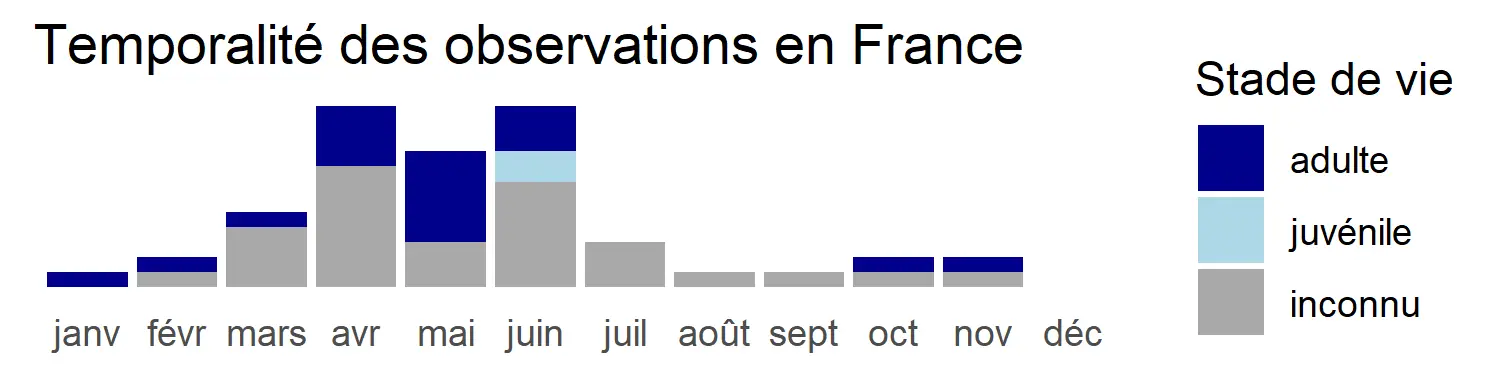 Temporalité des observations en France
janv févr mars avr mai juin juil août sept oct nov déc
Stade de vie
adulte
juvénile
inconnu